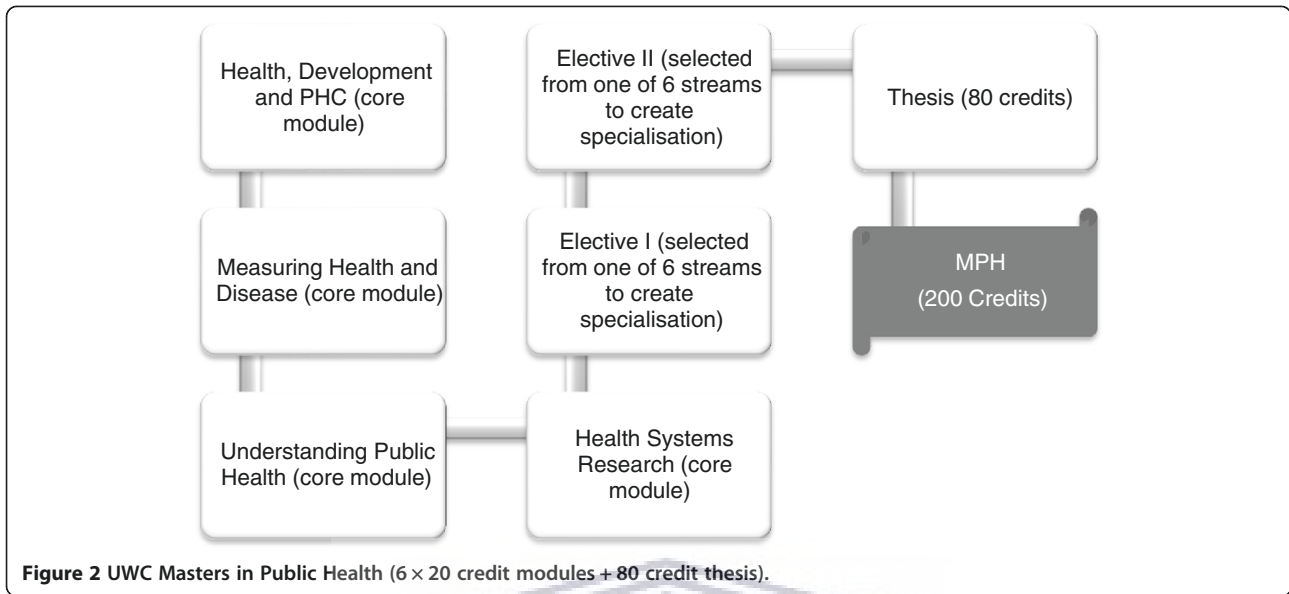 Health, Development
and PHC (core
module)
Measuring Health and
Disease (core module)
Understanding Public
Health (core module)
Health Systems
Research (core
module)
Elective I (selected
from one of 6 streams
to create
specialisation)
Elective II (selected
from one of 6 streams
to create
specialisation)
Thesis (80 credits)
MPH
(200 Credits)
Figure 2 UWC Masters in Public Health (6 × 20 credit modules + 80 credit thesis).